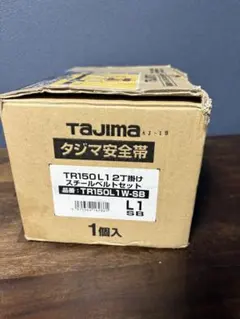 TaJIma
タジマ安全帯
TR150L1 2丁掛け
スチールベルトセット
品番：TR150L1W-SB
L1
SB
1個入